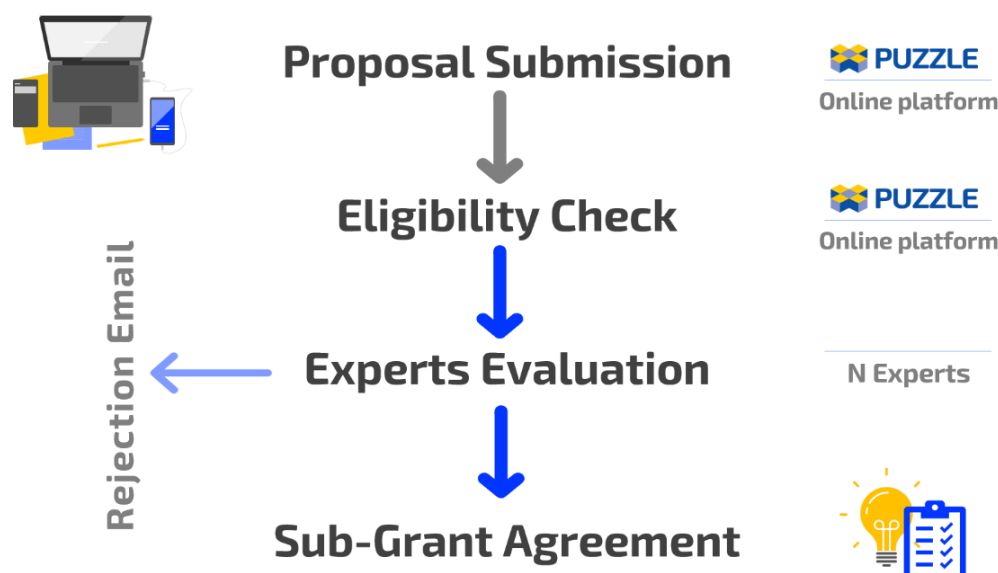 Proposal Submission
PUZZLE
Online platform
Eligibility Check
PUZZLE
Online platform
Rejection Email
Experts Evaluation
N Experts
Sub-Grant Agreement